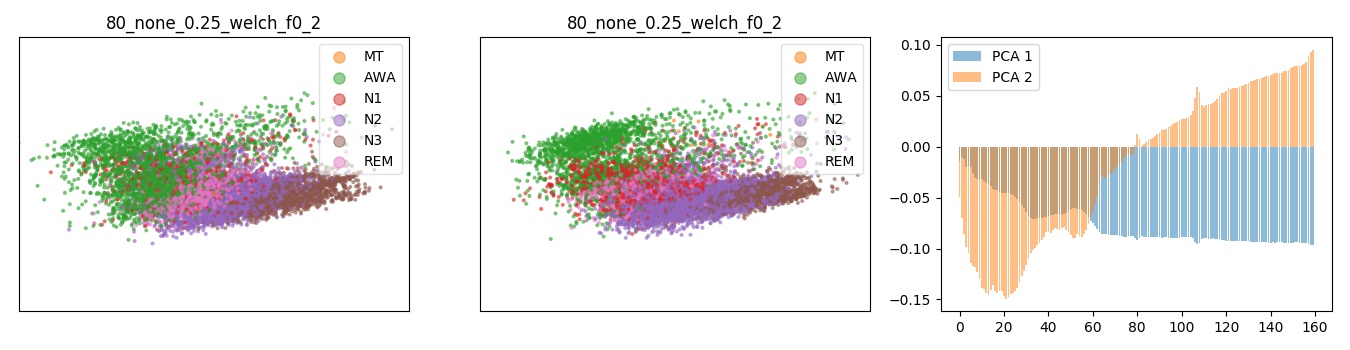 80_none_0.25_welch_f0_2
MT
AWA
N1
N2
N3
REM
80_none_0.25_welch_f0_2
MT
AWA
N1
N2
N3
REM
PCA 1
PCA 2
0.10
0.05
0.00
−0.05
−0.10
−0.15
0 20 40 60 80 100 120 140 160